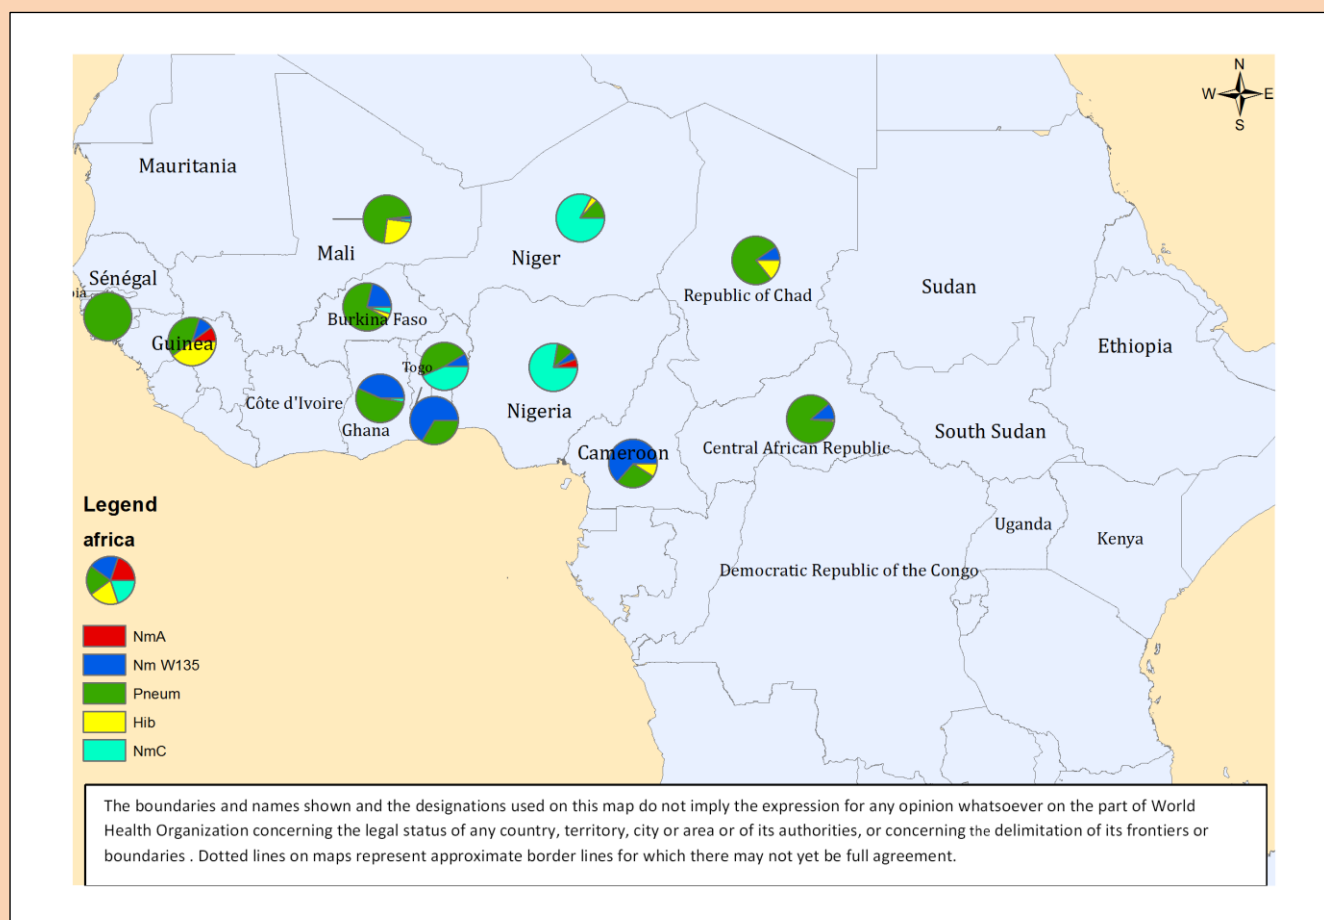 N
W E
S
Mauritania
Mali
Niger
Sénégal
Republic of Chad
Sudan
Burkina Faso
Guinea
Ethiopia
Togo
Côte d'Ivoire
Nigeria
Ghana
South Sudan
Central African Republic
Cameroon
Uganda
Kenya
Democratic Republic of the Congo
Legend
africa
NmA
Nm W135
Pneum
Hib
NmC
The boundaries and names shown and the designations used on this map do not imply the expression for any opinion whatsoever on the part of World
Health Organization concerning the legal status of any country, territory, city or area or of its authorities, or concerning the delimitation of its frontiers or
boundaries . Dotted lines on maps represent approximate border lines for which there may not yet be full agreement.